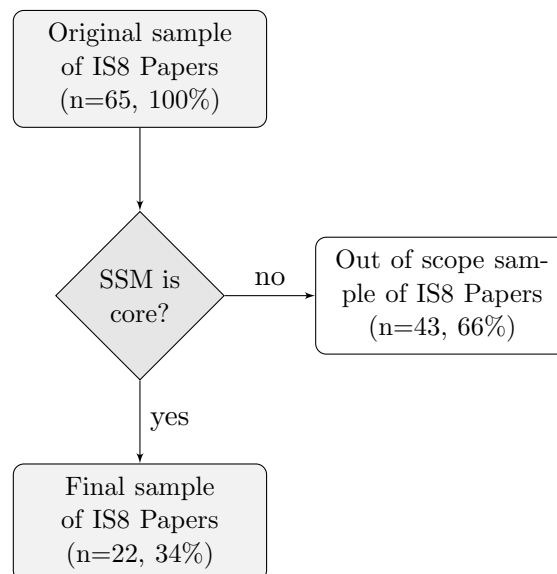 Original sample
of IS8 Papers
(n=65, 100%)
SSM is
core?
no
Out of scope sam-
ple of IS8 Papers
(n=43, 66%)
yes
Final sample
of IS8 Papers
(n=22, 34%)